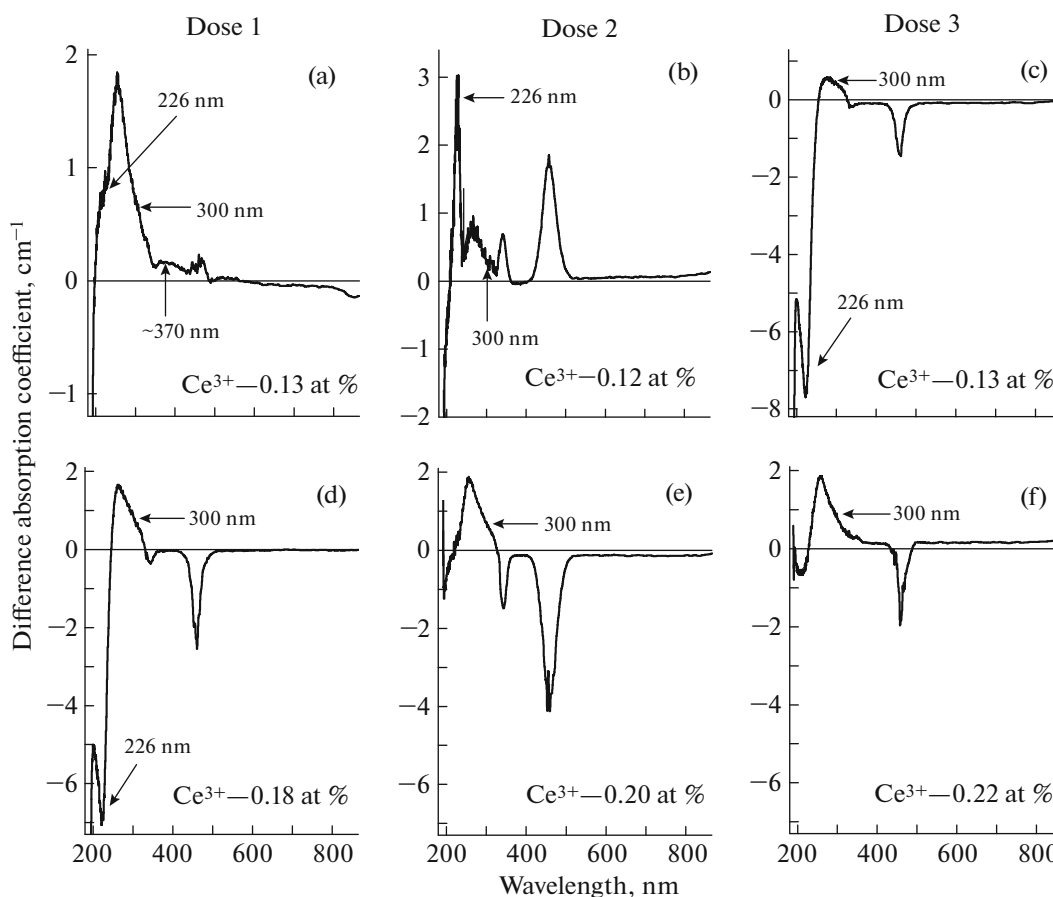 Dose 1
Dose 2
Dose 3
Difference absorption coefficient, cm⁻¹
2
1
0
−1
(a)
226 nm
300 nm
~370 nm
Ce³⁺—0.13 at %
3
2
1
0
−1
−2
(b)
226 nm
300 nm
Ce³⁺—0.12 at %
0
−2
−4
−6
−8
(c)
300 nm
226 nm
Ce³⁺—0.13 at %
2
0
−2
−4
−6
(d)
300 nm
226 nm
Ce³⁺—0.18 at %
200 400 600 800
2
0
−2
−4
−6
(e)
300 nm
Ce³⁺—0.20 at %
200 400 600 800
2
0
−2
−4
−6
(f)
300 nm
Ce³⁺—0.22 at %
200 400 600 800
Wavelength, nm